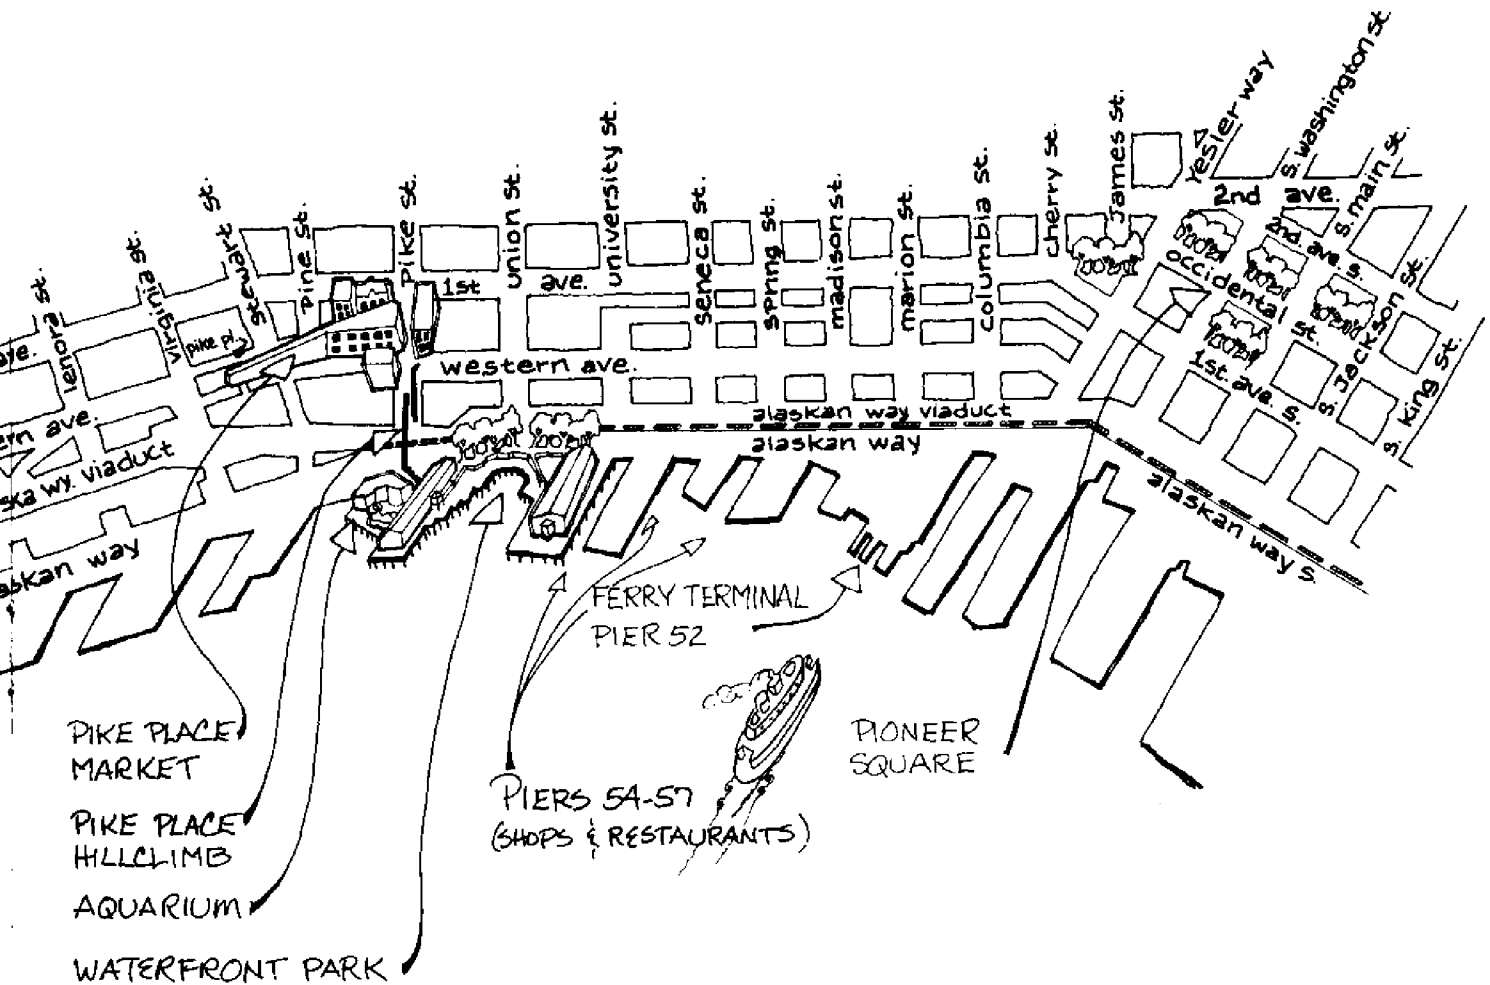 Lenora St.
Virginia St.
Stewart St.
Pine St.
Pike St.
Union St.
University St.
Seneca St.
Spring St.
Madison St.
Marion St.
Columbia St.
Cherry St.
James St.
Yesler Way
S. Washington St.
S. Main St.
S. Jackson St.
S. King St.
2nd ave.
2nd. ave. S.
occidental St.
1st. ave. S.
1st ave.
ave.
pike pl.
western ave.
ern ave.
ska wy. viaduct
alaskan way viaduct
alaskan way
alaskan way S.
askan way
FERRY TERMINAL
PIER 52
PIKE PLACE
MARKET
PIKE PLACE
HILLCLIMB
AQUARIUM
WATERFRONT PARK
PIERS 54-57
(SHOPS & RESTAURANTS)
PIONEER
SQUARE